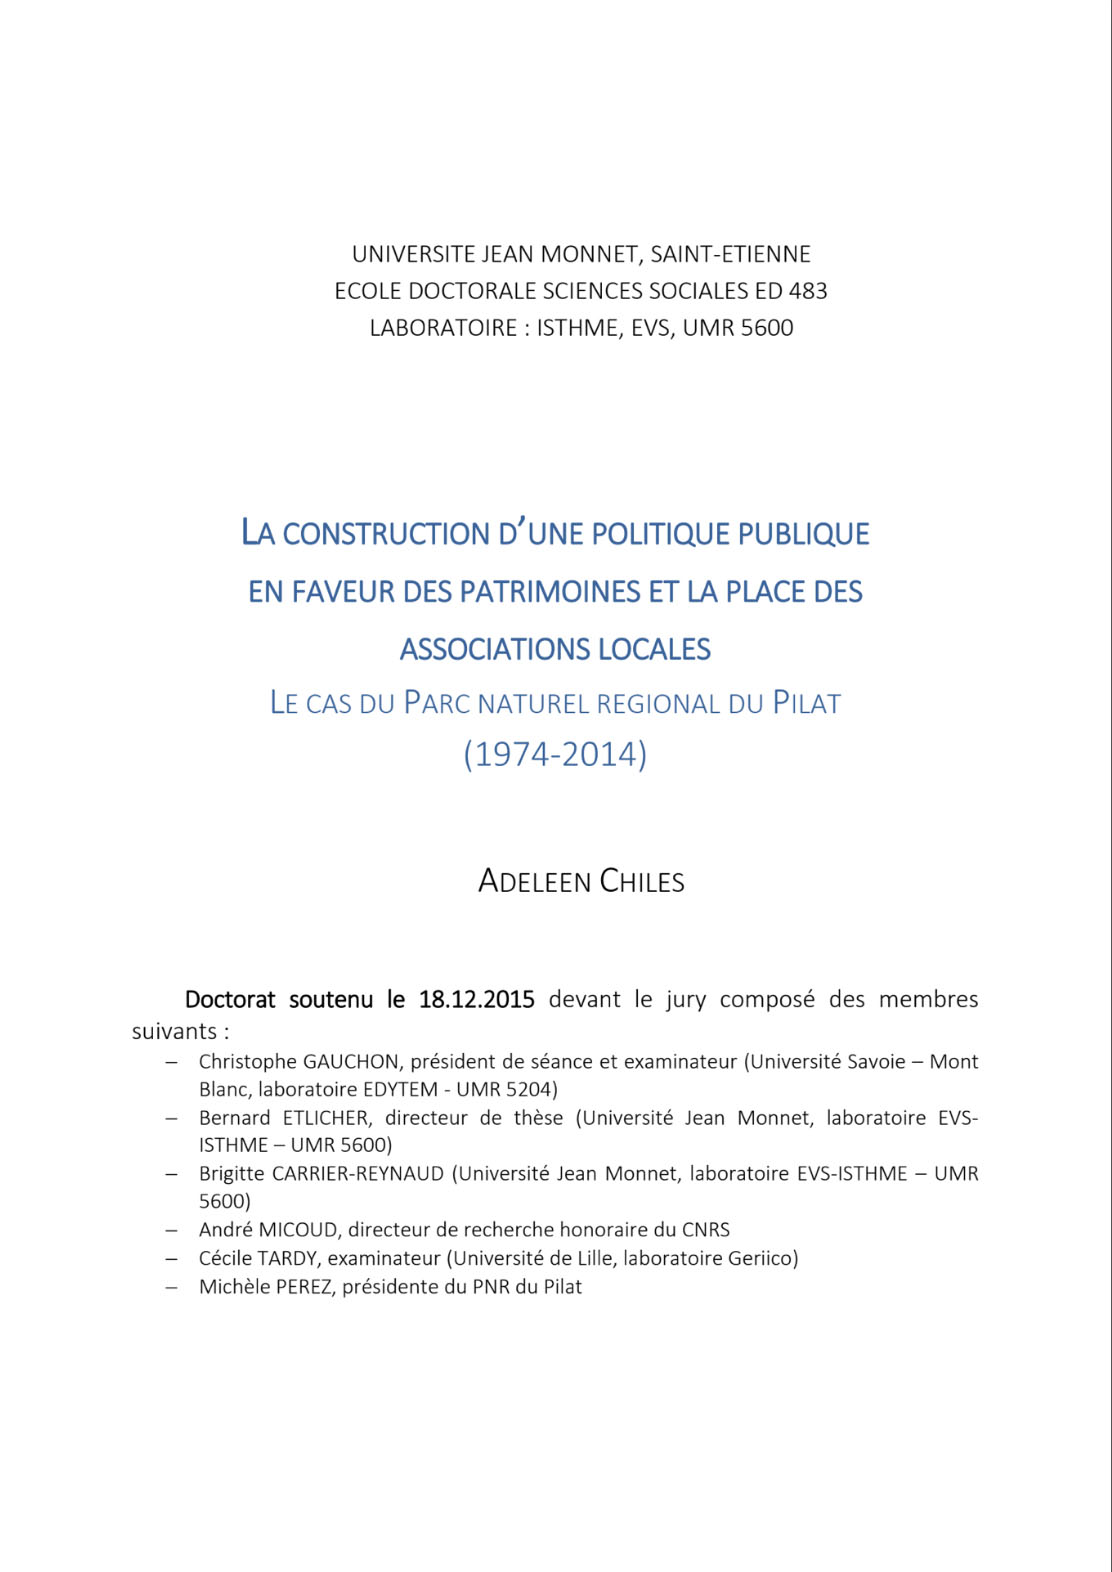 UNIVERSITE JEAN MONNET, SAINT-ETIENNE
ECOLE DOCTORALE SCIENCES SOCIALES ED 483
LABORATOIRE : ISTHME, EVS, UMR 5600
LA CONSTRUCTION D'UNE POLITIQUE PUBLIQUE
EN FAVEUR DES PATRIMOINES ET LA PLACE DES
ASSOCIATIONS LOCALES
LE CAS DU PARC NATUREL REGIONAL DU PILAT
(1974-2014)
ADELEEN CHILES
Doctorat soutenu le 18.12.2015 devant le jury composé des membres
suivants :
– Christophe GAUCHON, président de séance et examinateur (Université Savoie – Mont
Blanc, laboratoire EDYTEM - UMR 5204)
– Bernard ETLICHER, directeur de thèse (Université Jean Monnet, laboratoire EVS-
ISTHME – UMR 5600)
– Brigitte CARRIER-REYNAUD (Université Jean Monnet, laboratoire EVS-ISTHME – UMR
5600)
– André MICOUD, directeur de recherche honoraire du CNRS
– Cécile TARDY, examinateur (Université de Lille, laboratoire Geriico)
– Michèle PEREZ, présidente du PNR du Pilat